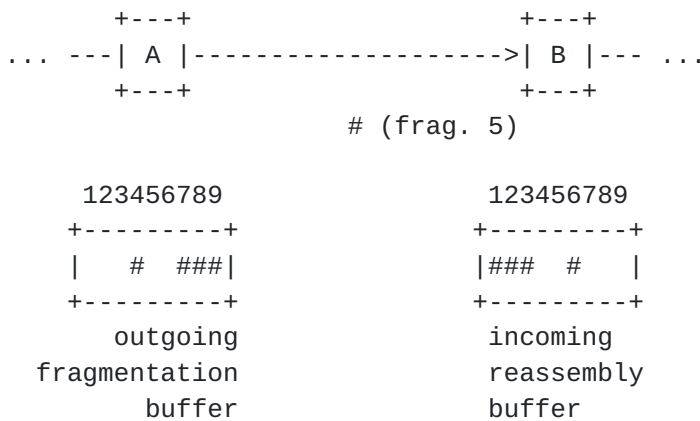 +---+                      +---+
... ---| A |-------------------->| B |--- ...
              +---+                      +---+
                                # (frag. 5)
      123456789                    123456789
     +---------+                  +---------+
     |   #  ###|                  |###  #   |
     +---------+                  +---------+
        outgoing                   incoming
   fragmentation                   reassembly
          buffer                   buffer